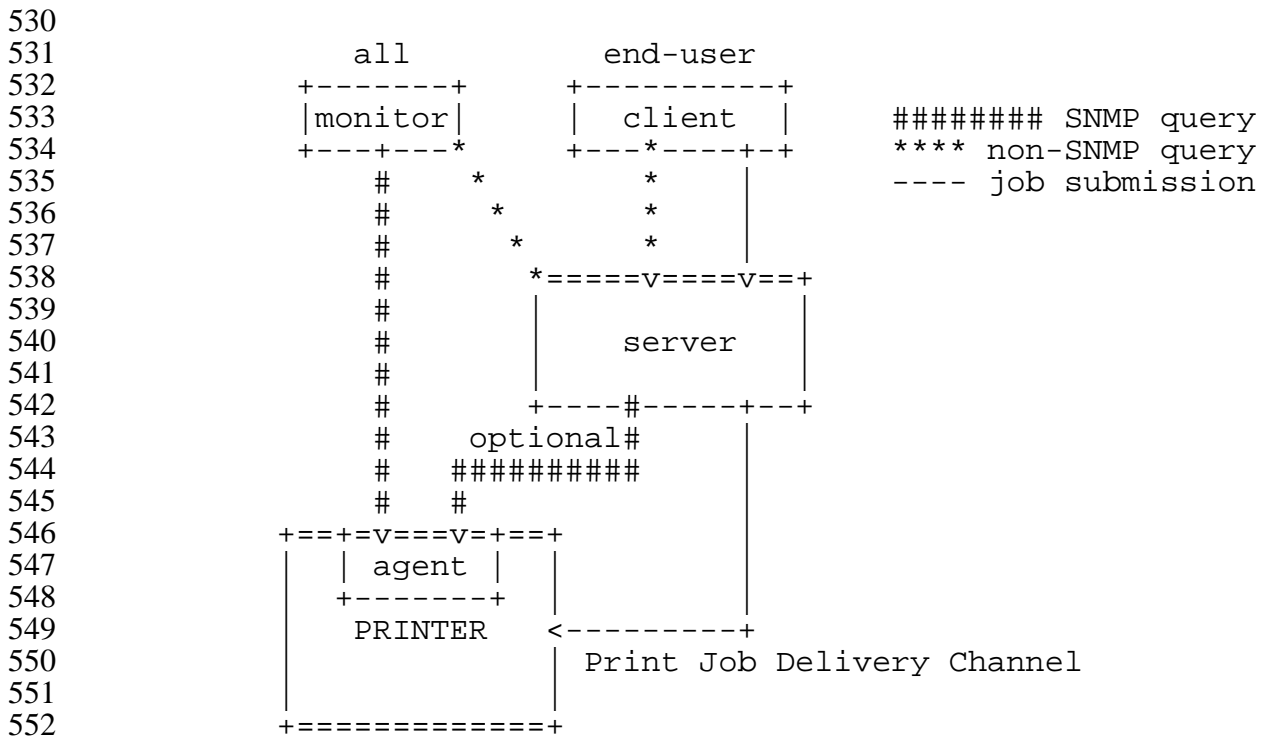 530
531                 all             end-user
532              +-------+       +----------+
533              |monitor|       |  client  |      ######## SNMP query
534              +---+---*       +---*----+-+      **** non-SNMP query
535                  #    *          *    |        ---- job submission
536                  #     *         *    |
537                  #      *        *    |
538                  #       *=====v====v==+
539                  #       |             |
540                  #       |    server   |
541                  #       |             |
542                  #       +----#-----+--+
543                  #    optional#     |
544                  #   ##########     |
545                  #   #              |
546             +==+=v===v=+==+         |
547             |  | agent |  |         |
548             |  +-------+  |         |
549             |   PRINTER   <---------+
550             |             | Print Job Delivery Channel
551             |             |
552             +=============+